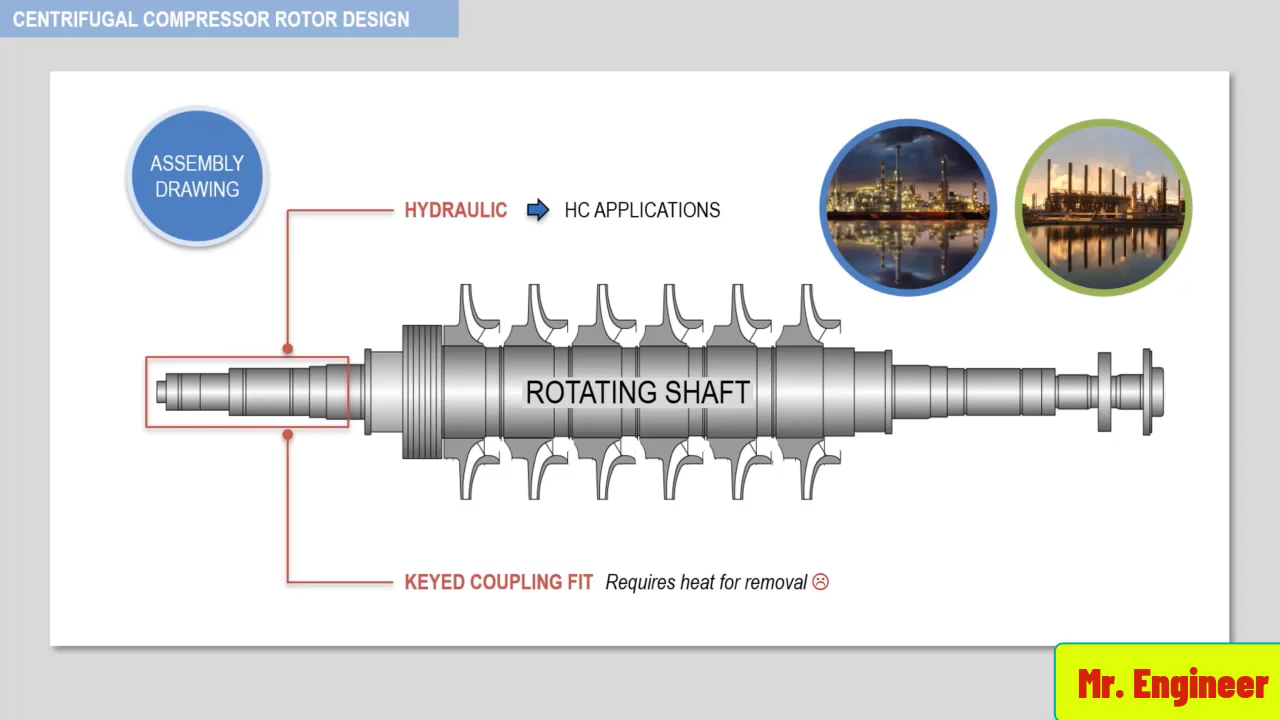 CENTRIFUGAL COMPRESSOR ROTOR DESIGN
ASSEMBLY
DRAWING
HYDRAULIC HC APPLICATIONS
ROTATING SHAFT
KEYED COUPLING FIT Requires heat for removal
Mr. Engineer